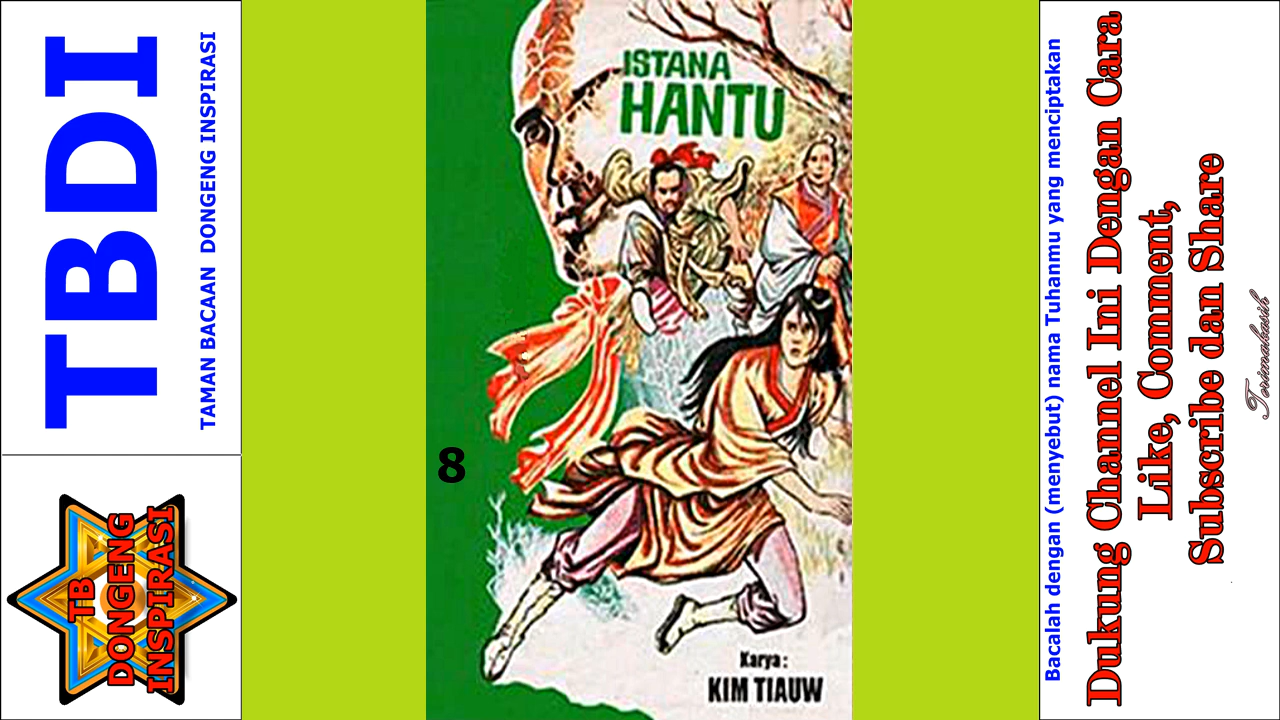 TBDI
TAMAN BACAAN DONGENG INSPIRASI
TB
DONGENG
INSPIRASI
ISTANA
HANTU
8
Karya:
KIM TIAUW
Bacalah dengan (menyebut) nama Tuhanmu yang menciptakan
Dukung Channel Ini Dengan Cara
Like, Comment,
Subscribe dan Share
Terimakasih